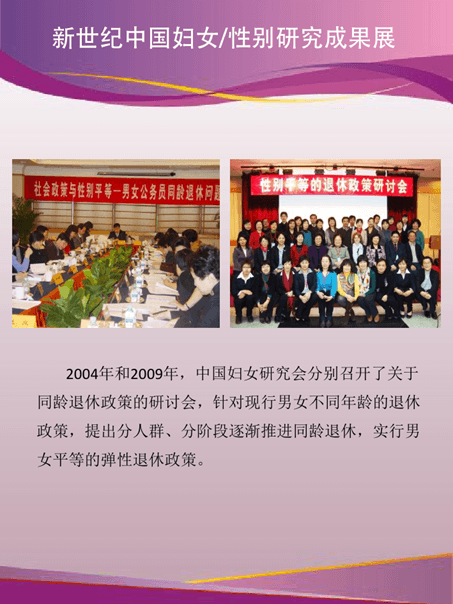 新世纪中国妇女/性别研究成果展
社会政策与性别平等—男女公务员同龄退休问题
性别平等的退休政策研讨会
2004年和2009年，中国妇女研究会分别召开了关于
同龄退休政策的研讨会，针对现行男女不同年龄的退休
政策，提出分人群、分阶段逐渐推进同龄退休，实行男
女平等的弹性退休政策。